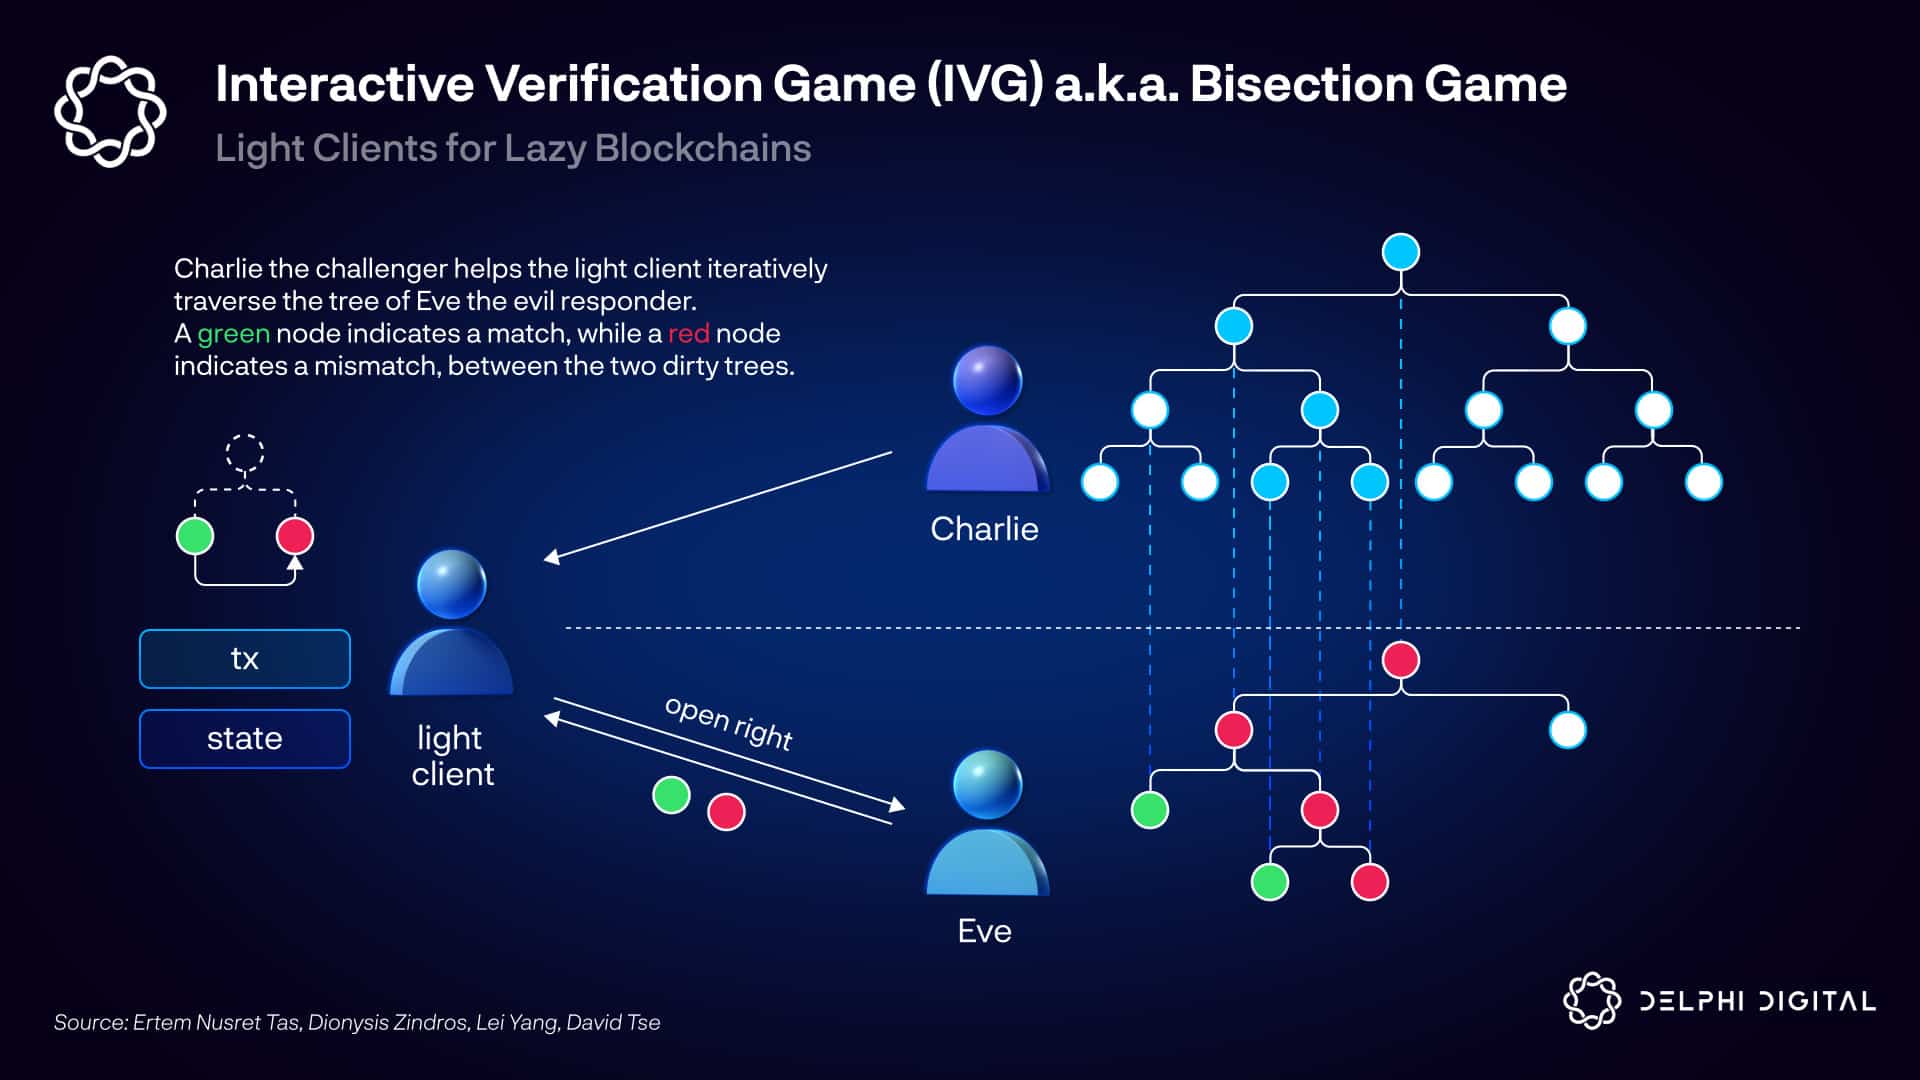 Interactive Verification Game (IVG) a.k.a. Bisection Game
Light Clients for Lazy Blockchains
Charlie the challenger helps the light client iteratively
traverse the tree of Eve the evil responder.
A green node indicates a match, while a red node
indicates a mismatch, between the two dirty trees.
Charlie
tx
state
light
client
open right
Eve
Source: Ertem Nusret Tas, Dionysis Zindros, Lei Yang, David Tse
DELPHI DIGITAL